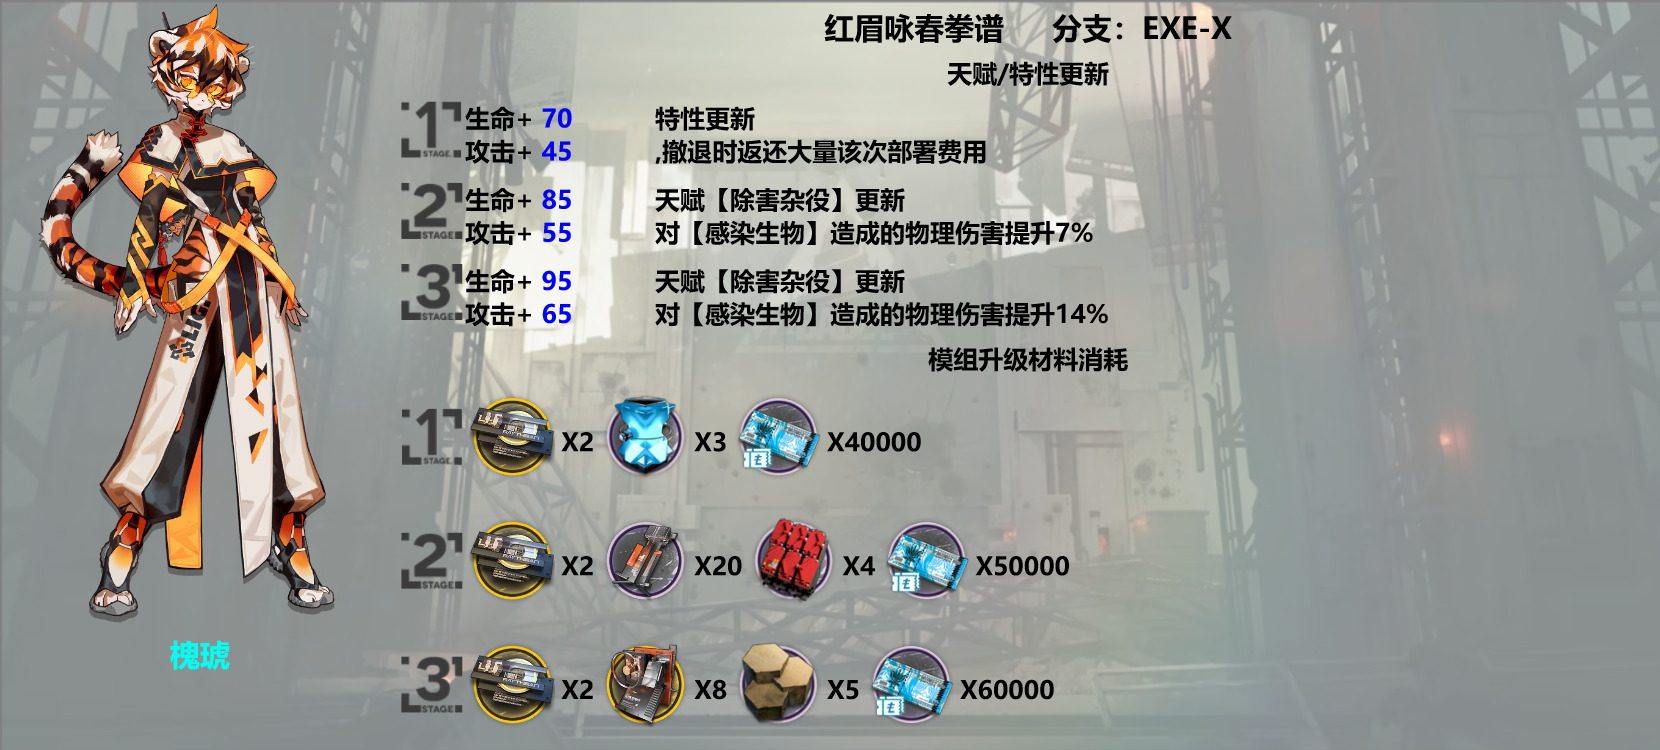 红眉咏春拳谱 分支：EXE-X
天赋/特性更新
1 STAGE. 生命+ 70 特性更新
攻击+ 45 ,撤退时返还大量该次部署费用
2 STAGE. 生命+ 85 天赋【除害杂役】更新
攻击+ 55 对【感染生物】造成的物理伤害提升7%
3 STAGE. 生命+ 95 天赋【除害杂役】更新
攻击+ 65 对【感染生物】造成的物理伤害提升14%
模组升级材料消耗
1 STAGE. X2 X3 X40000
2 STAGE. X2 X20 X4 X50000
3 STAGE. X2 X8 X5 X60000
槐琥